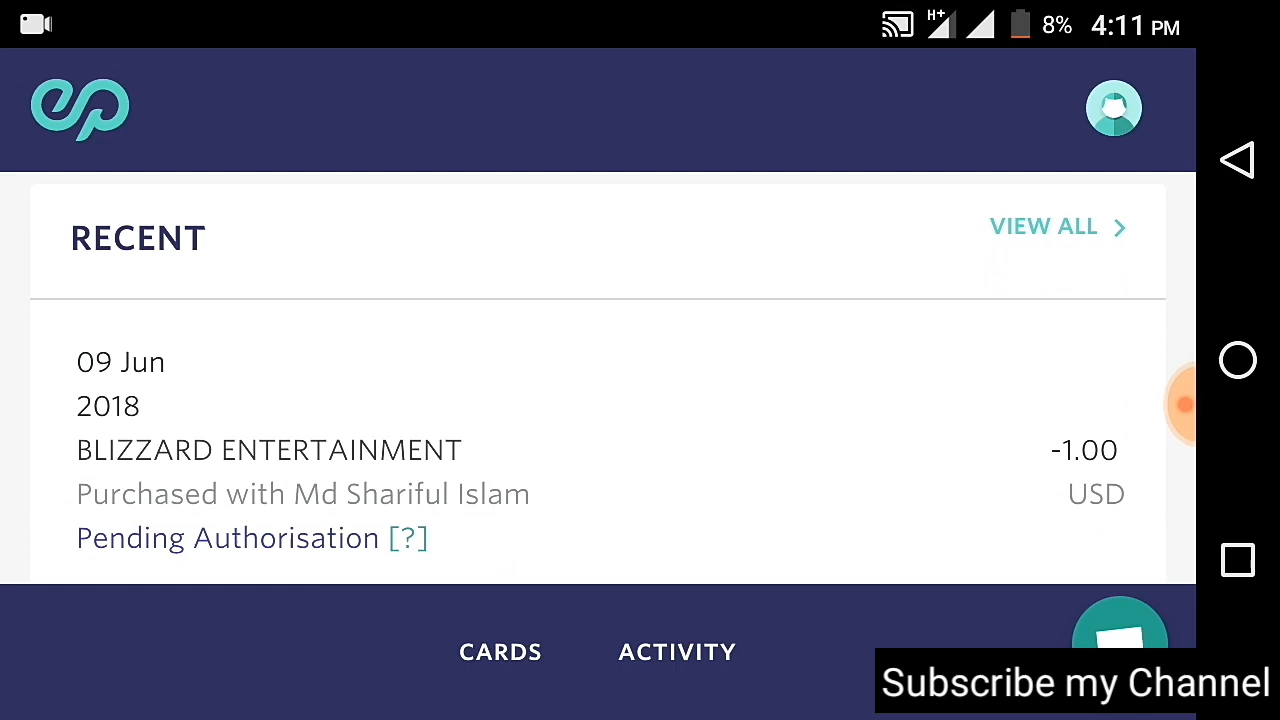 H+ 8% 4:11 PM
ep
RECENT
VIEW ALL >
09 Jun
2018
BLIZZARD ENTERTAINMENT -1.00
Purchased with Md Shariful Islam USD
Pending Authorisation [?]
CARDS ACTIVITY
Subscribe my Channel